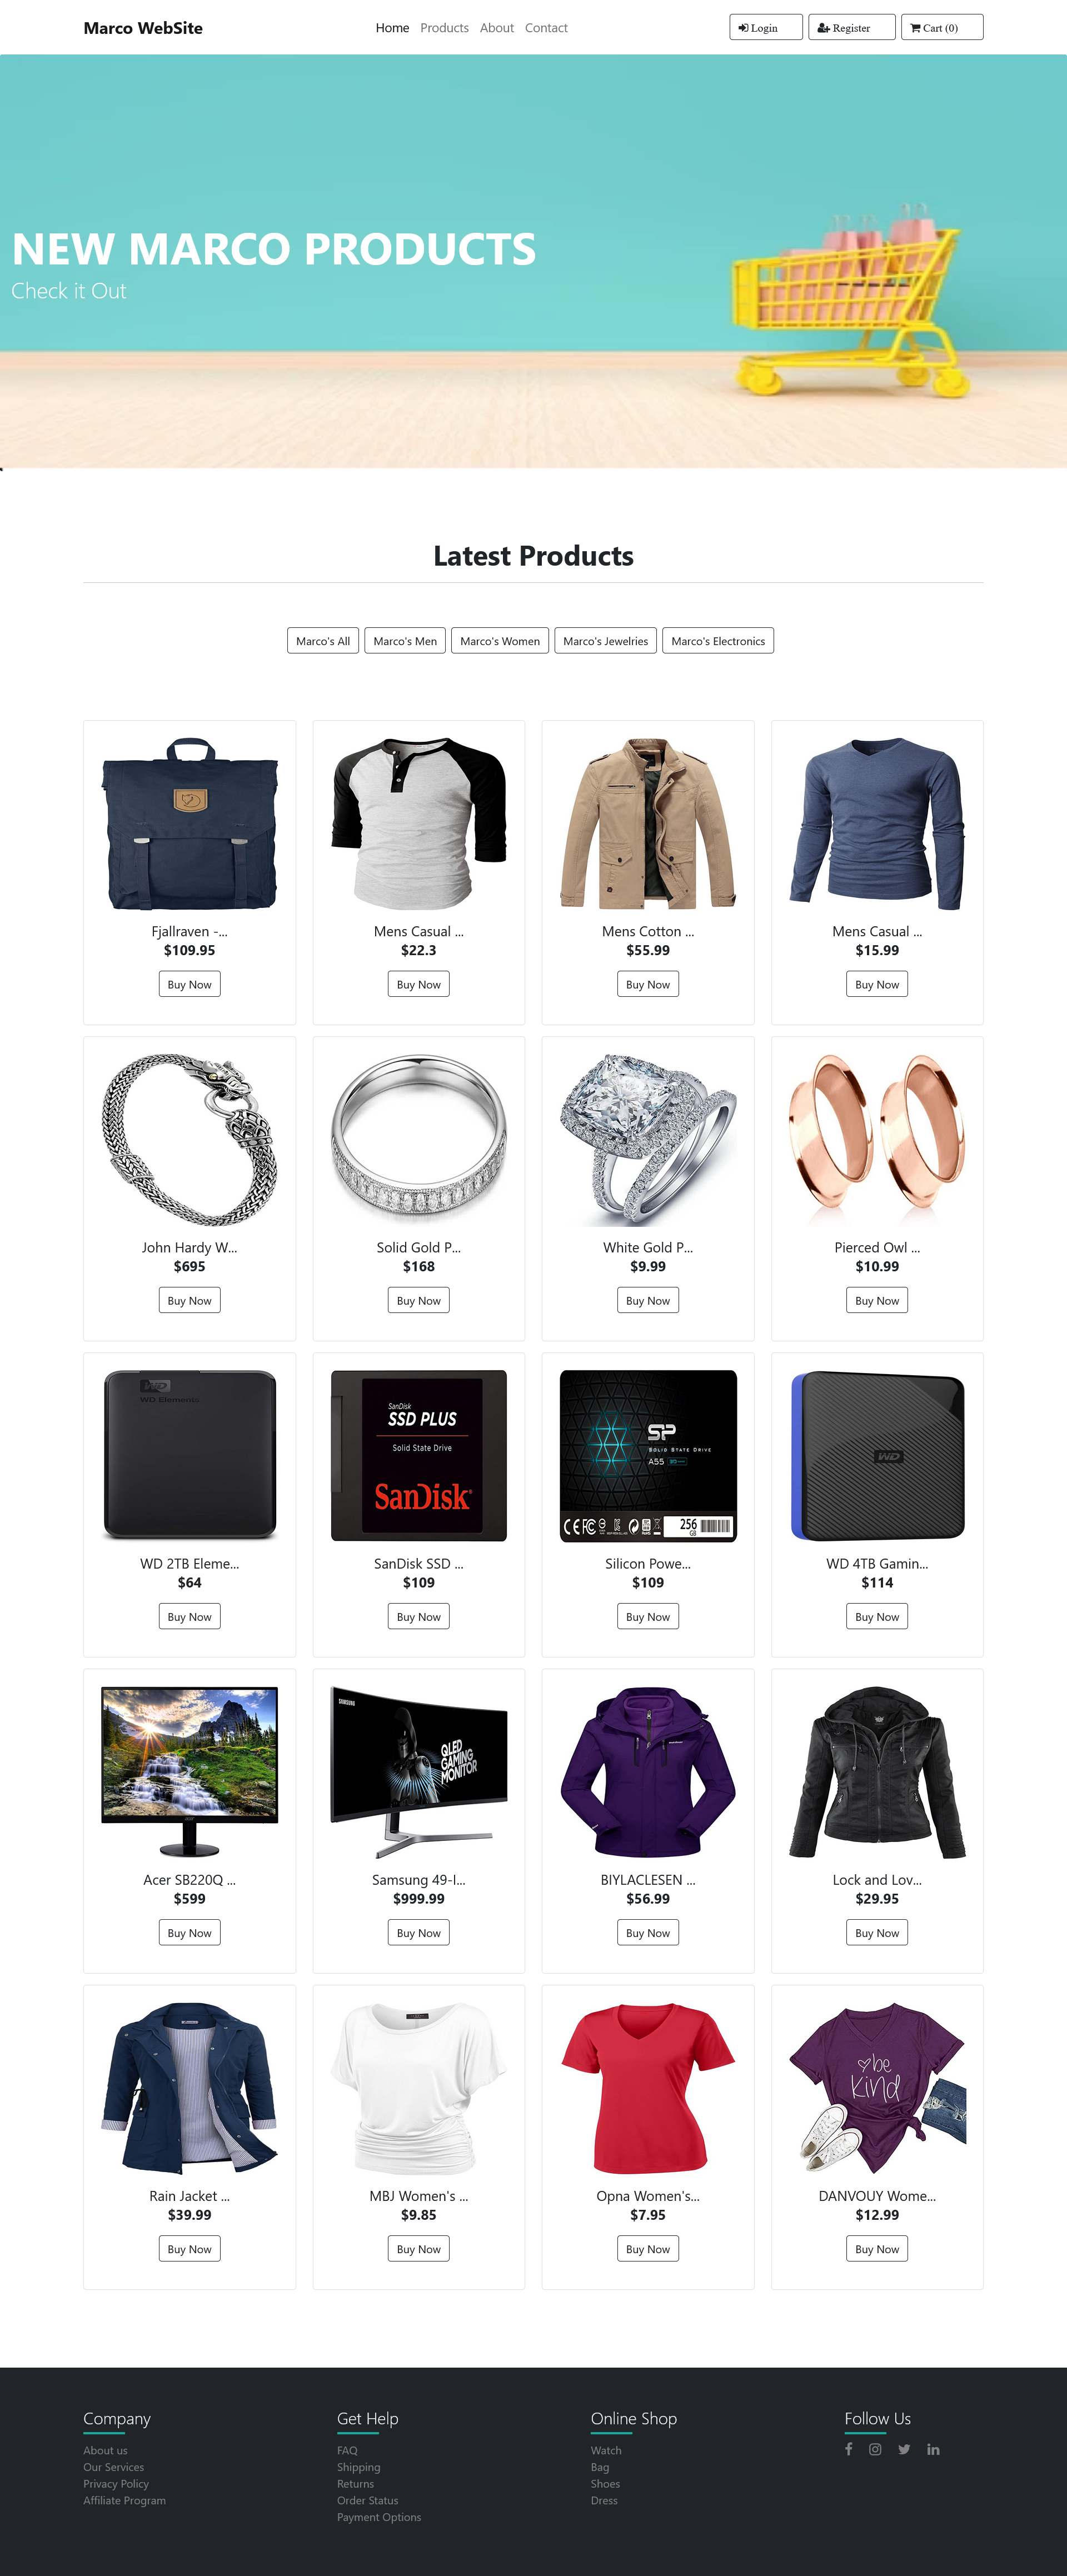 Marco WebSite
Home Products About Contact
Login Register Cart (0)
NEW MARCO PRODUCTS
Check it Out
Latest Products
Marco's All Marco's Men Marco's Women Marco's Jewelries Marco's Electronics
Fjallraven -... Mens Casual ... Mens Cotton ... Mens Casual ...
$109.95 $22.3 $55.99 $15.99
Buy Now Buy Now Buy Now Buy Now
John Hardy W... Solid Gold P... White Gold P... Pierced Owl ...
$695 $168 $9.99 $10.99
Buy Now Buy Now Buy Now Buy Now
WD
WD Elements
SanDisk
SSD PLUS
Solid State Drive
SanDisk
SP
SOLID STATE DRIVE
A55
256
GB
WD
WD 2TB Eleme... SanDisk SSD ... Silicon Powe... WD 4TB Gamin...
$64 $109 $109 $114
Buy Now Buy Now Buy Now Buy Now
acer
SAMSUNG
QLED
GAMING
MONITOR
Acer SB220Q ... Samsung 49-I... BIYLACLESEN ... Lock and Lov...
$599 $999.99 $56.99 $29.95
Buy Now Buy Now Buy Now Buy Now
be
kind
Rain Jacket ... MBJ Women's ... Opna Women's... DANVOUY Wome...
$39.99 $9.85 $7.95 $12.99
Buy Now Buy Now Buy Now Buy Now
Company Get Help Online Shop Follow Us
About us FAQ Watch
Our Services Shipping Bag
Privacy Policy Returns Shoes
Affiliate Program Order Status Dress
Payment Options